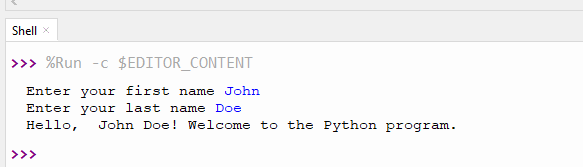 Shell ×
>>> %Run -c $EDITOR_CONTENT
Enter your first name John
Enter your last name Doe
Hello,  John Doe! Welcome to the Python program.
>>>